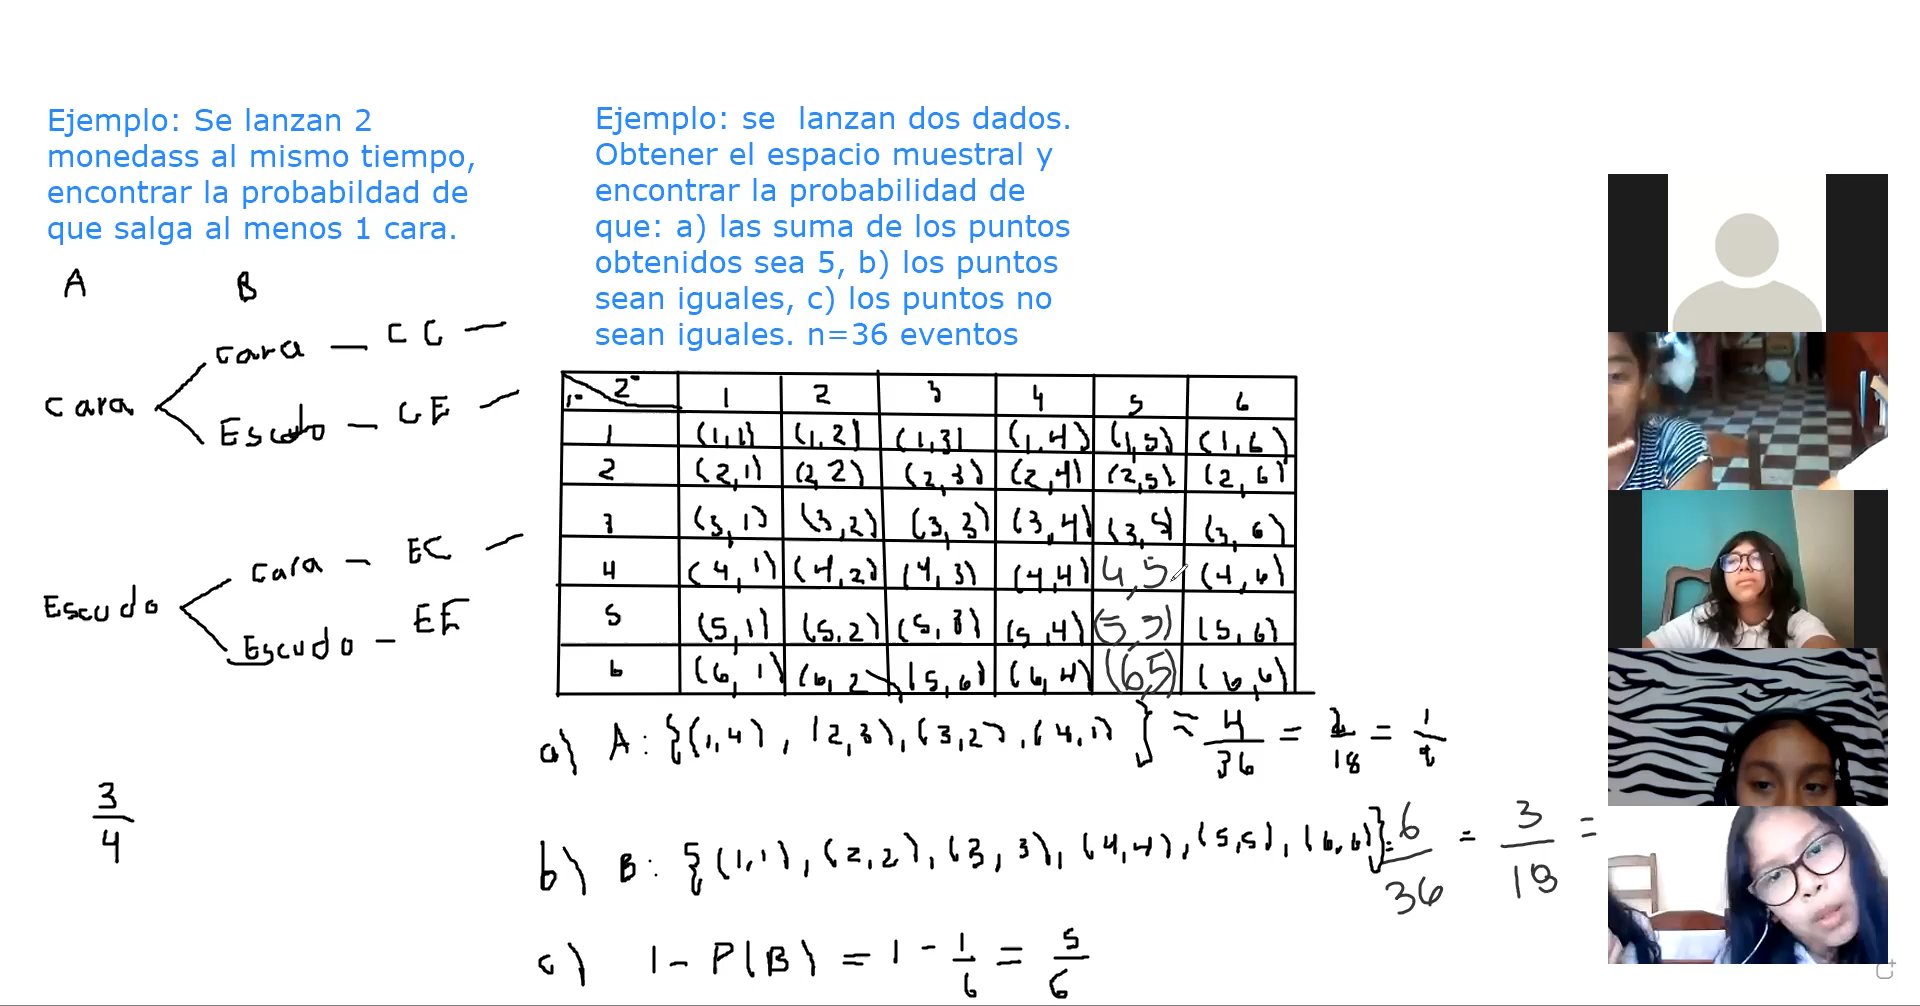 Ejemplo: Se lanzan 2
monedass al mismo tiempo,
encontrar la probabildad de
que salga al menos 1 cara.
A B
cara — CC —
cara
Escudo — CE —
cara — EC —
Escudo
Escudo — EE
3
4
Ejemplo: se lanzan dos dados.
Obtener el espacio muestral y
encontrar la probabilidad de
que: a) las suma de los puntos
obtenidos sea 5, b) los puntos
sean iguales, c) los puntos no
sean iguales. n=36 eventos
1° 2° 1 2 3 4 5 6
1 (1,1) (1,2) (1,3) (1,4) (1,5) (1,6)
2 (2,1) (2,2) (2,3) (2,4) (2,5) (2,6)
3 (3,1) (3,2) (3,3) (3,4) (3,5) (3,6)
4 (4,1) (4,2) (4,3) (4,4) 4,5 (4,6)
5 (5,1) (5,2) (5,3) (5,4) (5,5) (5,6)
6 (6,1) (6,2 (5,6) (6,4) (6,5) (6,6)
a) A: {(1,4), (2,3), (3,2), (4,1)} = 4/36 = 2/18 = 1/9
b) B: {(1,1), (2,2), (3,3), (4,4), (5,5), (6,6)} = 6/36 = 3/18 =
c) 1 - P(B) = 1 - 1/6 = 5/6